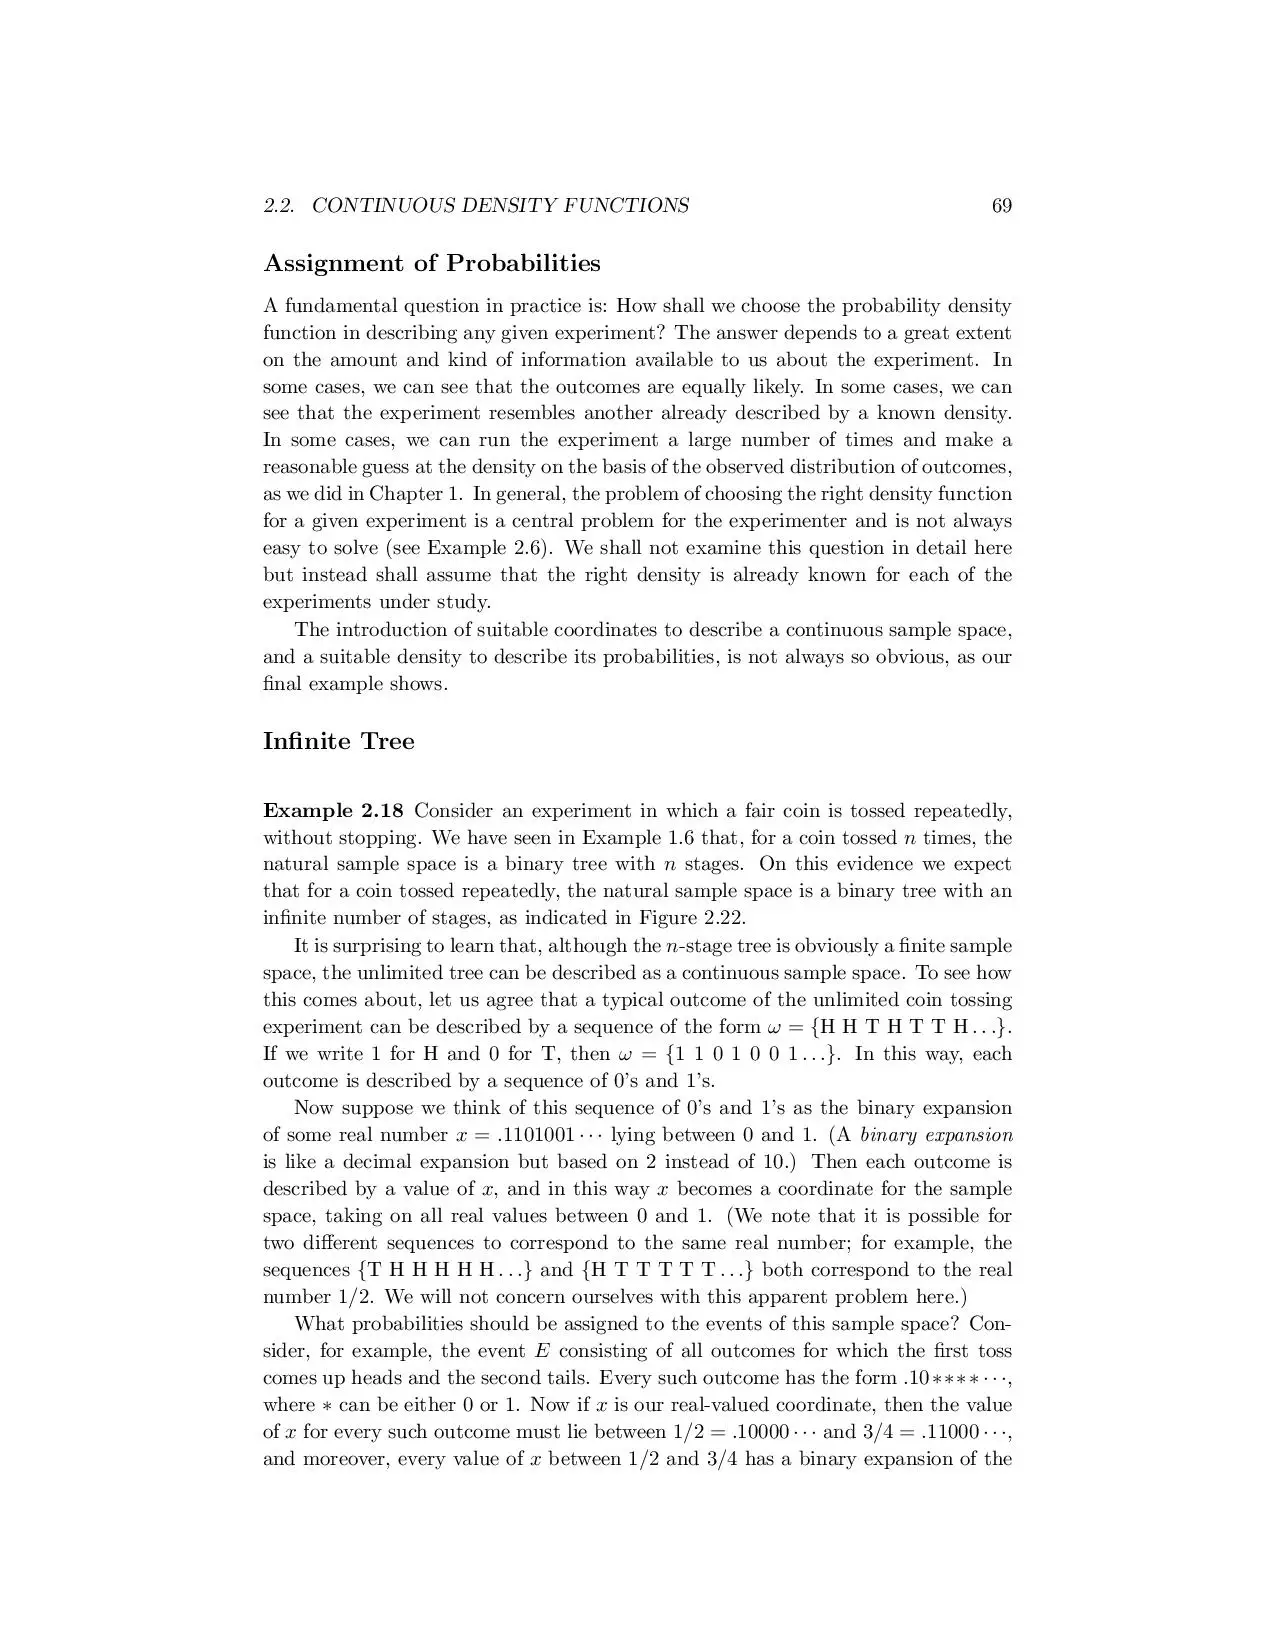 2.2. CONTINUOUS DENSITY FUNCTIONS 69
Assignment of Probabilities
A fundamental question in practice is: How shall we choose the probability density
function in describing any given experiment? The answer depends to a great extent
on the amount and kind of information available to us about the experiment. In
some cases, we can see that the outcomes are equally likely. In some cases, we can
see that the experiment resembles another already described by a known density.
In some cases, we can run the experiment a large number of times and make a
reasonable guess at the density on the basis of the observed distribution of outcomes,
as we did in Chapter 1. In general, the problem of choosing the right density function
for a given experiment is a central problem for the experimenter and is not always
easy to solve (see Example 2.6). We shall not examine this question in detail here
but instead shall assume that the right density is already known for each of the
experiments under study.
The introduction of suitable coordinates to describe a continuous sample space,
and a suitable density to describe its probabilities, is not always so obvious, as our
final example shows.
Infinite Tree
Example 2.18 Consider an experiment in which a fair coin is tossed repeatedly,
without stopping. We have seen in Example 1.6 that, for a coin tossed n times, the
natural sample space is a binary tree with n stages. On this evidence we expect
that for a coin tossed repeatedly, the natural sample space is a binary tree with an
infinite number of stages, as indicated in Figure 2.22.
It is surprising to learn that, although the n-stage tree is obviously a finite sample
space, the unlimited tree can be described as a continuous sample space. To see how
this comes about, let us agree that a typical outcome of the unlimited coin tossing
experiment can be described by a sequence of the form ω = {H H T H T T H . . .}.
If we write 1 for H and 0 for T, then ω = {1 1 0 1 0 0 1 . . .}. In this way, each
outcome is described by a sequence of 0's and 1's.
Now suppose we think of this sequence of 0's and 1's as the binary expansion
of some real number x = .1101001 · · · lying between 0 and 1. (A binary expansion
is like a decimal expansion but based on 2 instead of 10.) Then each outcome is
described by a value of x, and in this way x becomes a coordinate for the sample
space, taking on all real values between 0 and 1. (We note that it is possible for
two different sequences to correspond to the same real number; for example, the
sequences {T H H H H H . . .} and {H T T T T T . . .} both correspond to the real
number 1/2. We will not concern ourselves with this apparent problem here.)
What probabilities should be assigned to the events of this sample space? Con-
sider, for example, the event E consisting of all outcomes for which the first toss
comes up heads and the second tails. Every such outcome has the form .10∗∗∗∗ · · ·,
where ∗ can be either 0 or 1. Now if x is our real-valued coordinate, then the value
of x for every such outcome must lie between 1/2 = .10000 · · · and 3/4 = .11000 · · ·,
and moreover, every value of x between 1/2 and 3/4 has a binary expansion of the